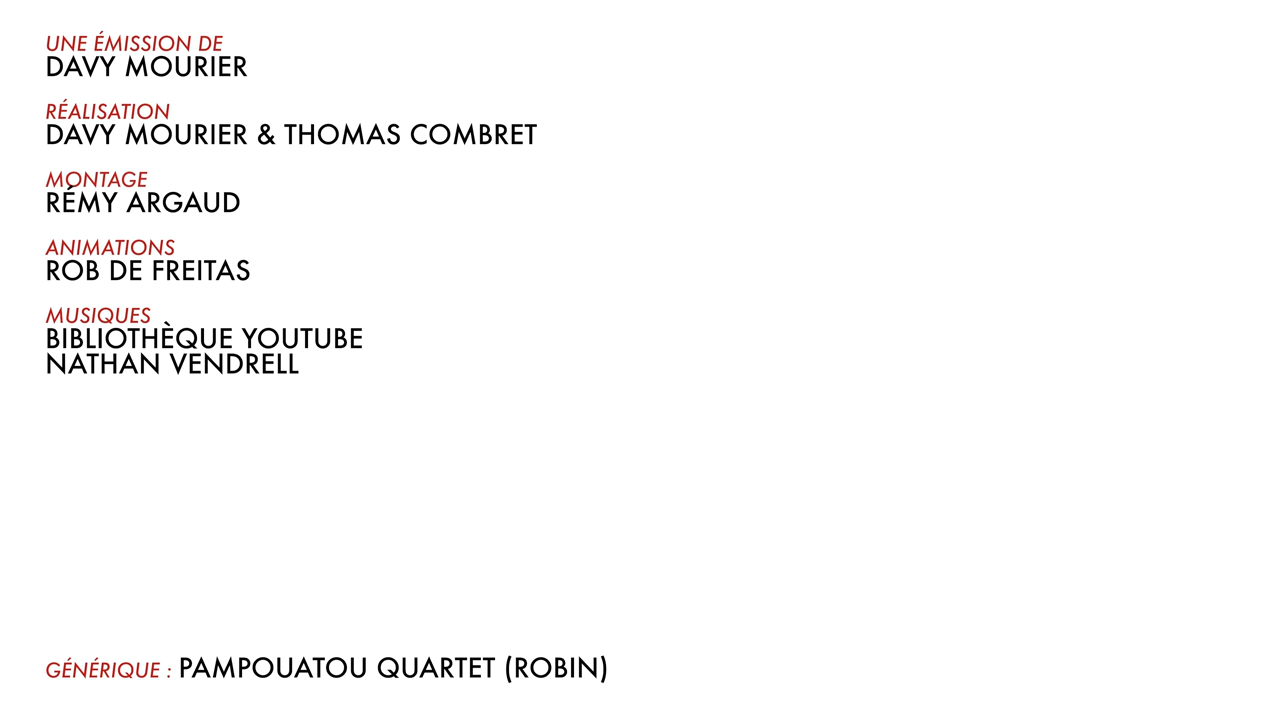 UNE ÉMISSION DE
DAVY MOURIER
RÉALISATION
DAVY MOURIER & THOMAS COMBRET
MONTAGE
RÉMY ARGAUD
ANIMATIONS
ROB DE FREITAS
MUSIQUES
BIBLIOTHÈQUE YOUTUBE
NATHAN VENDRELL
GÉNÉRIQUE : PAMPOUATOU QUARTET (ROBIN)